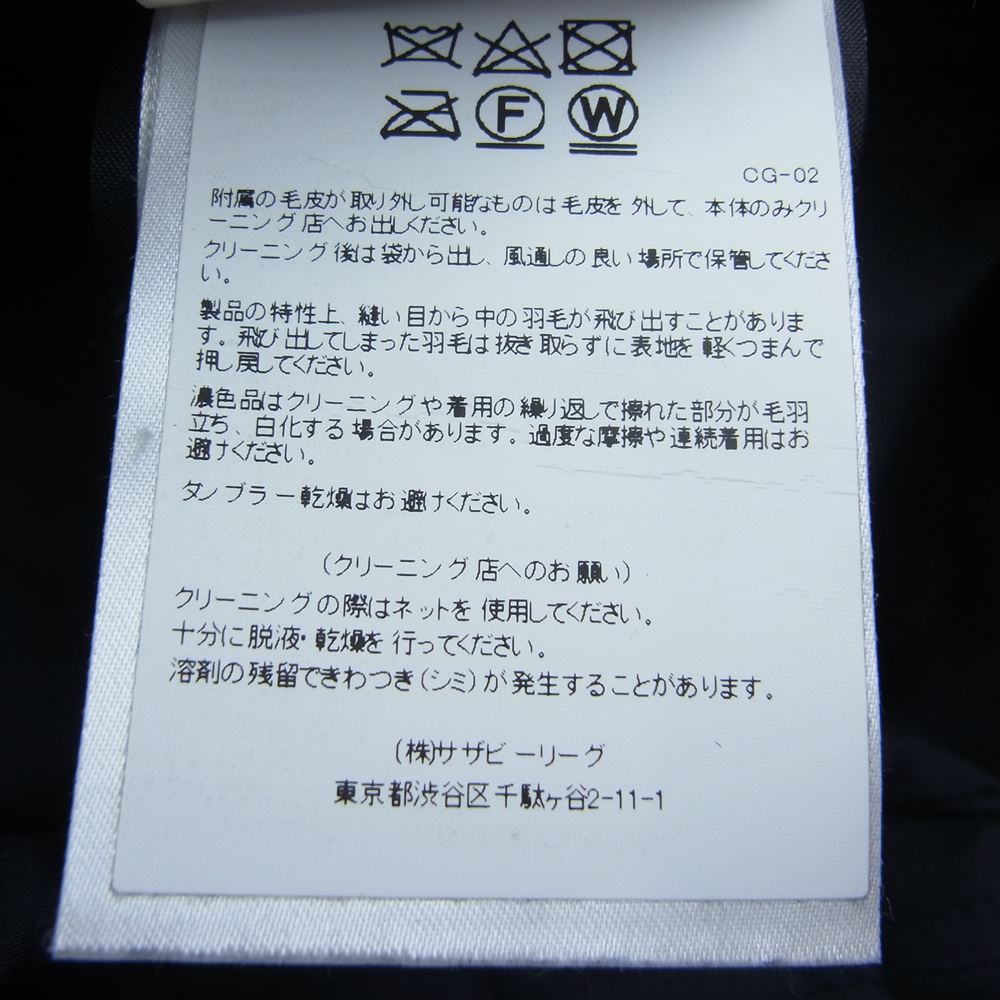 F W
CG-02
附属の毛皮が取り外し可能なものは毛皮を外して、本体のみクリ
ーニング店へお出しください。
クリーニング後は袋から出し、風通しの良い場所で保管してくださ
い。
製品の特性上、縫い目から中の羽毛が飛び出すことがありま
す。飛び出してしまった羽毛は抜き取らずに表地を軽くつまんで
押し戻してください。
濃色品はクリーニングや着用の繰り返しで擦れた部分が毛羽
立ち、白化する場合があります。過度な摩擦や連続着用はお
避けください。
タンブラー乾燥はお避けください。
(クリーニング店へのお願い)
クリーニングの際はネットを使用してください。
十分に脱液・乾燥を行ってください。
溶剤の残留できわつき(シミ)が発生することがあります。
(株)サザビーリーグ
東京都渋谷区千駄ヶ谷2-11-1